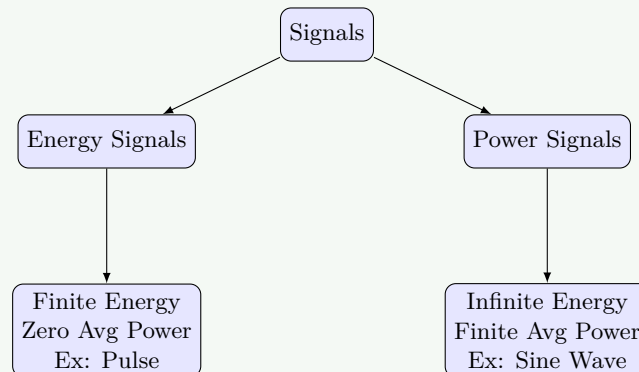 Signals
Energy Signals
Power Signals
Finite Energy
Zero Avg Power
Ex: Pulse
Infinite Energy
Finite Avg Power
Ex: Sine Wave